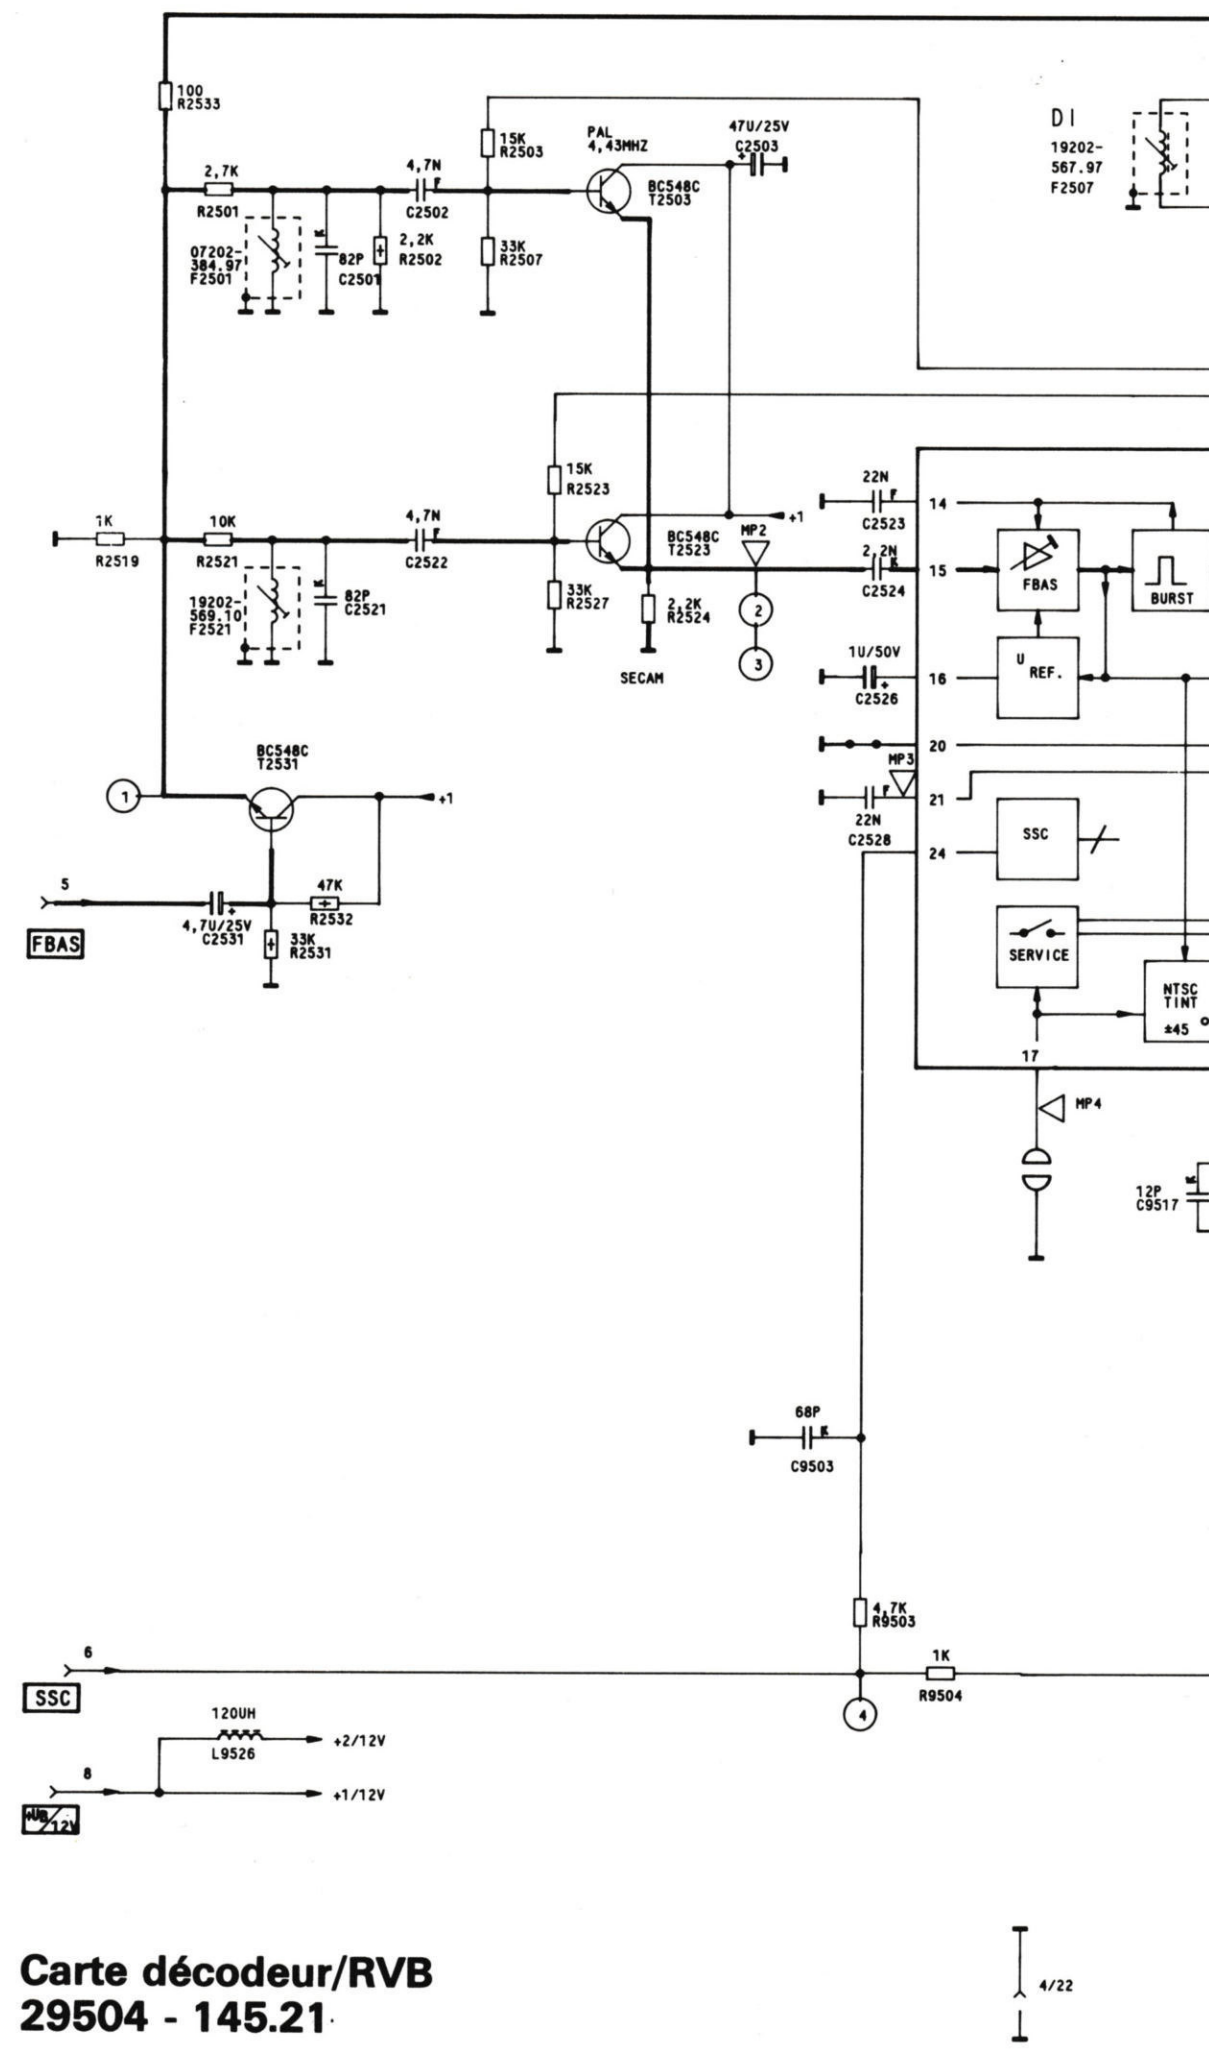 100
R2533
2,7K
R2501
07202-
384.97
F2501
K
82P
C2501
2,2K
R2502
4,7N
F
C2502
15K
R2503
33K
R2507
PAL
4,43MHZ
BC548C
T2503
47U/25V
C2503
+
DI
19202-
567.97
F2507
1K
R2519
10K
R2521
19202-
569.10
F2521
K
82P
C2521
4,7N
F
C2522
15K
R2523
33K
R2527
BC548C
T2523
+1
MP2
2
3
2,2K
R2524
SECAM
22N
F
C2523
2,2N
K
C2524
1U/50V
+
C2526
MP3
F
22N
C2528
14
15
16
20
21
24
FBAS
BURST
U
REF.
SSC
SERVICE
NTSC
TINT
±45
17
MP4
12P
C9517
K
BC548C
T2531
1
+1
5
FBAS
4,7U/25V
C2531
+
47K
R2532
33K
R2531
68P
K
C9503
4,7K
R9503
6
SSC
1K
R9504
4
120UH
L9526
+2/12V
8
+1/12V
+UB/12V
Carte décodeur/RVB
29504 - 145.21
4/22